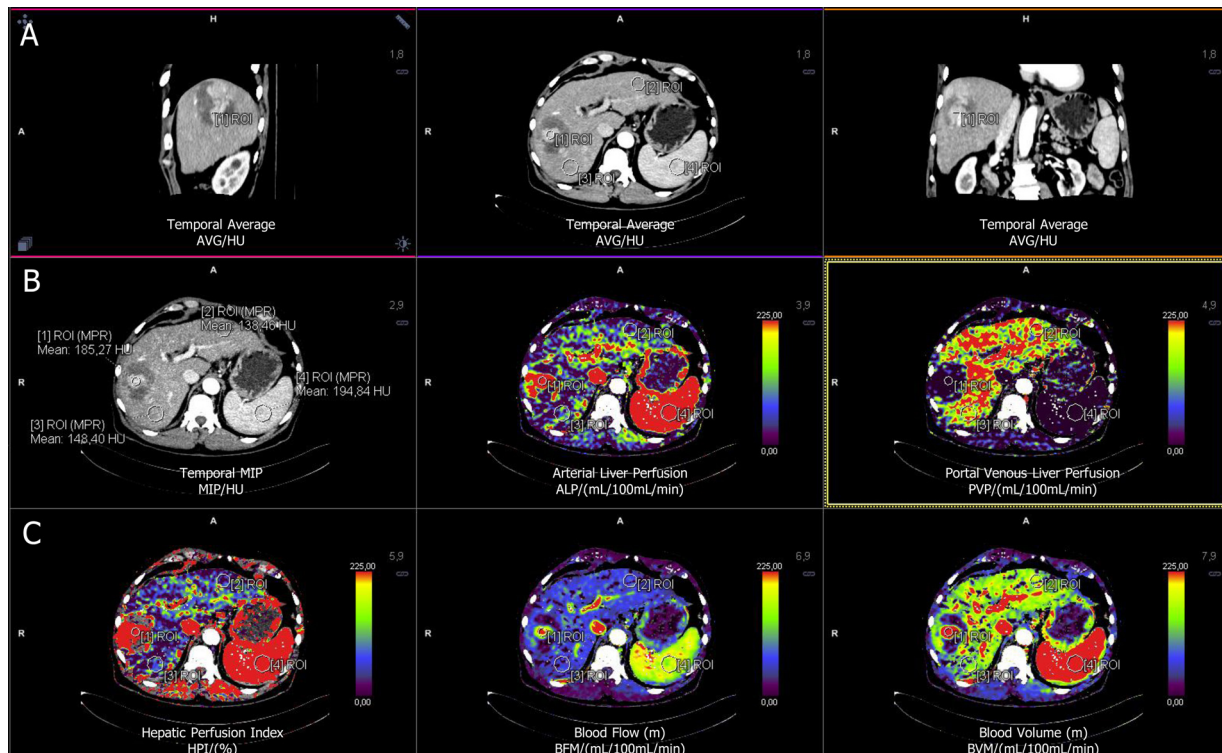 A
H
A
H
1,8
1,8
1,8
A
R
R
[1] ROI
[2] ROI
[1] ROI
[3] ROI
[4] ROI
[1] ROI
Temporal Average
AVG/HU
Temporal Average
AVG/HU
Temporal Average
AVG/HU
B
A
A
A
2,9
3,9
4,9
R
R
R
[1] ROI (MPR)
Mean: 185,27 HU
[2] ROI (MPR)
Mean: 138,46 HU
[4] ROI (MPR)
Mean: 194,84 HU
[3] ROI (MPR)
Mean: 148,40 HU
Temporal MIP
MIP/HU
225,00
[2] ROI
[1] ROI
[4] ROI
[3] ROI
0,00
Arterial Liver Perfusion
ALP/(mL/100mL/min)
225,00
[2] ROI
[1] ROI
[4] ROI
[3] ROI
0,00
Portal Venous Liver Perfusion
PVP/(mL/100mL/min)
C
A
A
A
5,9
6,9
7,9
R
R
R
225,00
[2] ROI
[1] ROI
[4] ROI
[3] ROI
0,00
Hepatic Perfusion Index
HPI/(%)
225,00
[2] ROI
[1] ROI
[4] ROI
[3] ROI
0,00
Blood Flow (m)
BFM/(mL/100mL/min)
225,00
[2] ROI
[1] ROI
[4] ROI
[3] ROI
0,00
Blood Volume (m)
BVM/(mL/100mL/min)